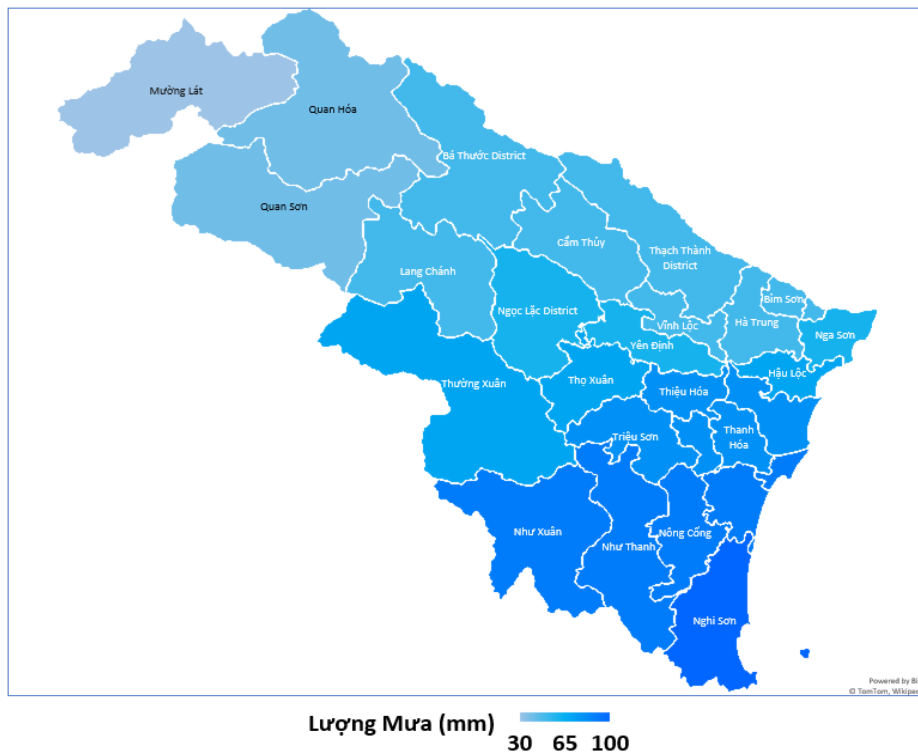 Mường Lát
Quan Hóa
Bá Thước District
Quan Sơn
Cẩm Thủy
Thạch Thành
District
Lang Chánh
Bỉm Sơn
Ngọc Lặc District
Vĩnh Lộc
Hà Trung
Nga Sơn
Yên Định
Hậu Lộc
Thường Xuân
Thọ Xuân
Thiệu Hóa
Triệu Sơn
Thanh
Hóa
Như Xuân
Như Thanh
Nông Cống
Nghi Sơn
Powered by Bi
© TomTom, Wikipe
Lượng Mưa (mm)
30 65 100